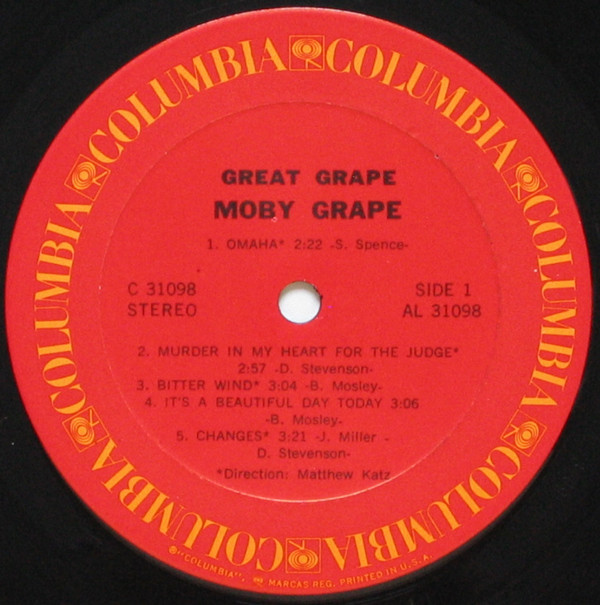 COLUMBIA COLUMBIA COLUMBIA COLUMBIA COLUMBIA COLUMBIA
GREAT GRAPE
MOBY GRAPE
1. OMAHA* 2:22 -S. Spence-
C 31098
STEREO
SIDE 1
AL 31098
2. MURDER IN MY HEART FOR THE JUDGE*
2:57 -D. Stevenson-
3. BITTER WIND* 3:04 -B. Mosley-
4. IT'S A BEAUTIFUL DAY TODAY 3:06
-B. Mosley-
5. CHANGES* 3:21 -J. Miller -
D. Stevenson-
*Direction: Matthew Katz
®"COLUMBIA", MARCAS REG. PRINTED IN U.S.A.